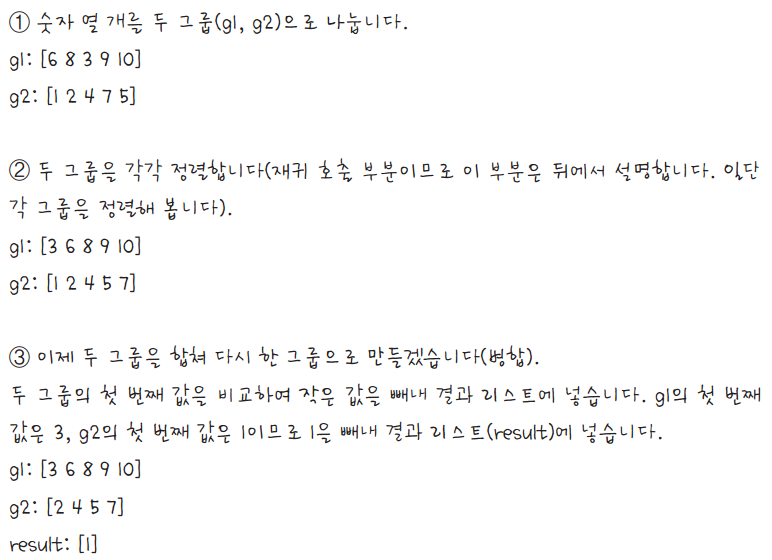 ① 숫자 열 개를 두 그룹(g1, g2)으로 나눕니다.
g1: [6 8 3 9 10]
g2: [1 2 4 7 5]
② 두 그룹을 각각 정렬합니다(재귀 호출 부분이므로 이 부분은 뒤에서 설명합니다. 일단
각 그룹을 정렬해 봅니다).
g1: [3 6 8 9 10]
g2: [1 2 4 5 7]
③ 이제 두 그룹을 합쳐 다시 한 그룹으로 만들겠습니다(병합).
두 그룹의 첫 번째 값을 비교하여 작은 값을 빼내 결과 리스트에 넣습니다. g1의 첫 번째
값은 3, g2의 첫 번째 값은 1이므로 1을 빼내 결과 리스트(result)에 넣습니다.
g1: [3 6 8 9 10]
g2: [2 4 5 7]
result: [1]